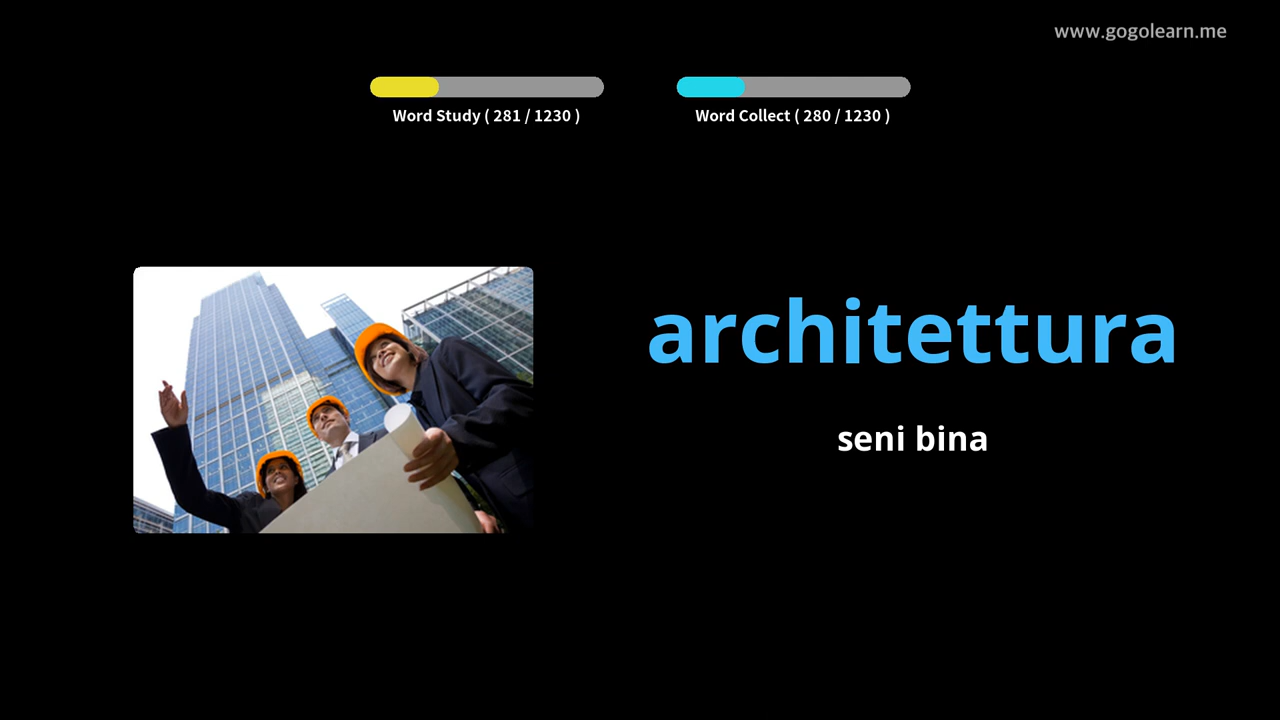 www.gogolearn.me
Word Study ( 281 / 1230 )
Word Collect ( 280 / 1230 )
architettura
seni bina